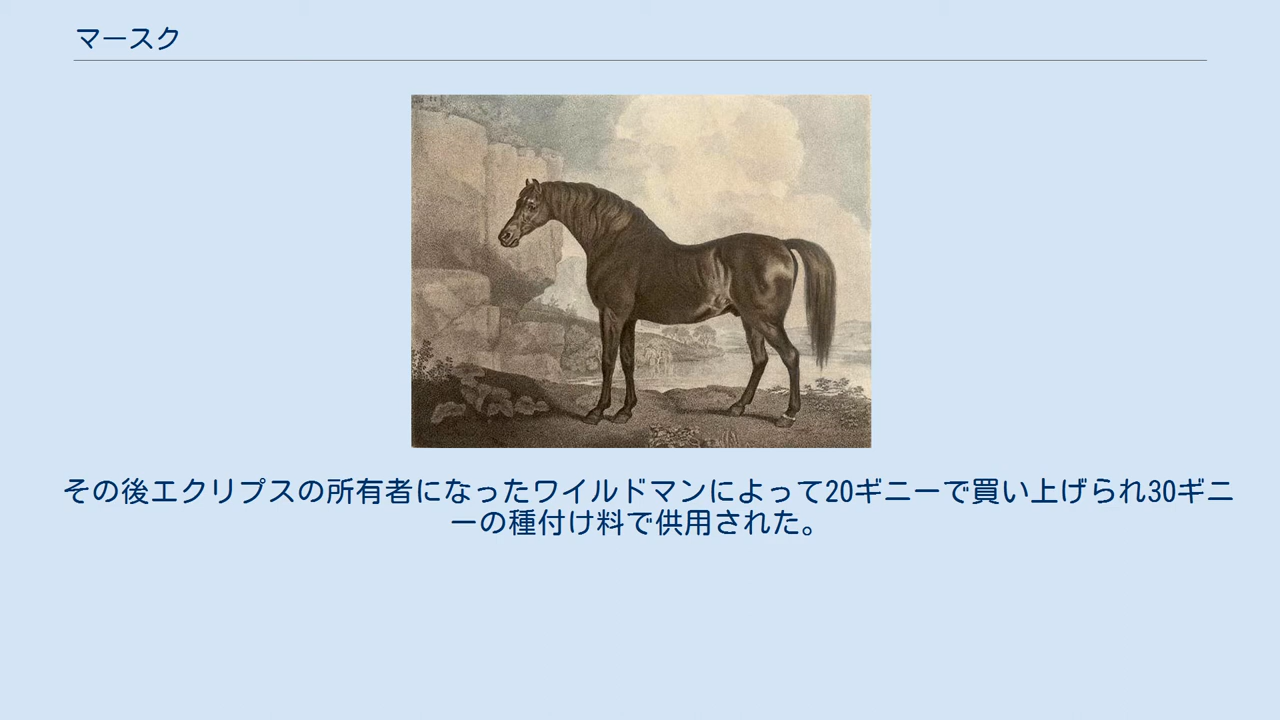 マースク
その後エクリプスの所有者になったワイルドマンによって20ギニーで買い上げられ30ギニ
ーの種付け料で供用された。